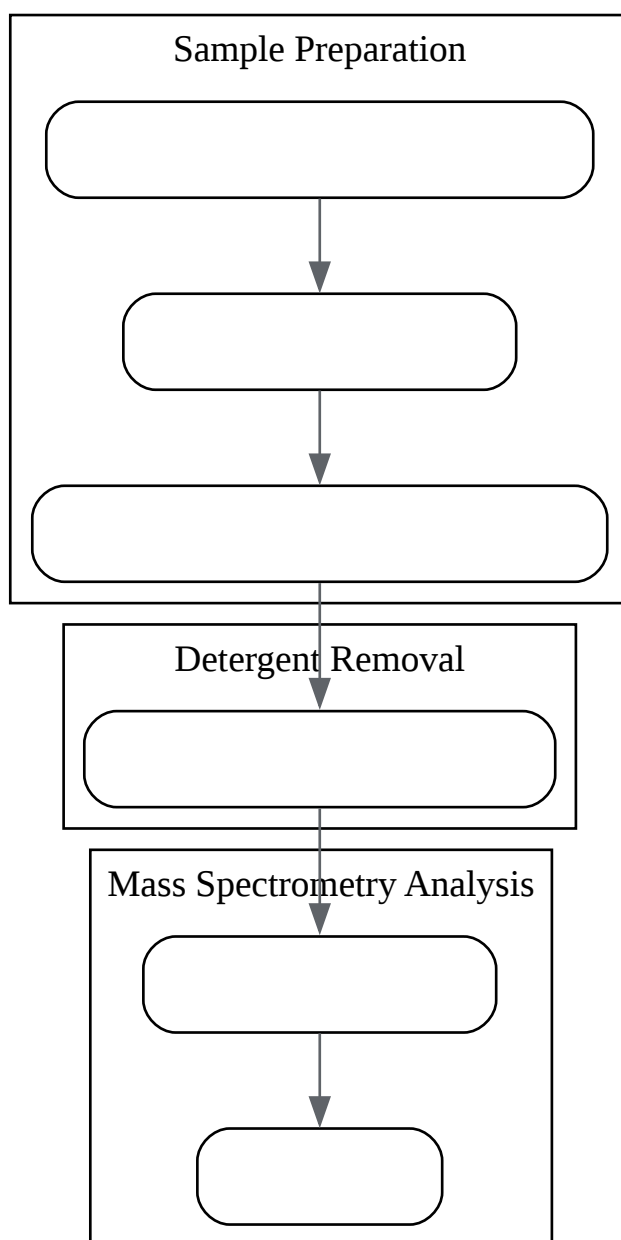 Sample Preparation
Detergent Removal
Mass Spectrometry Analysis